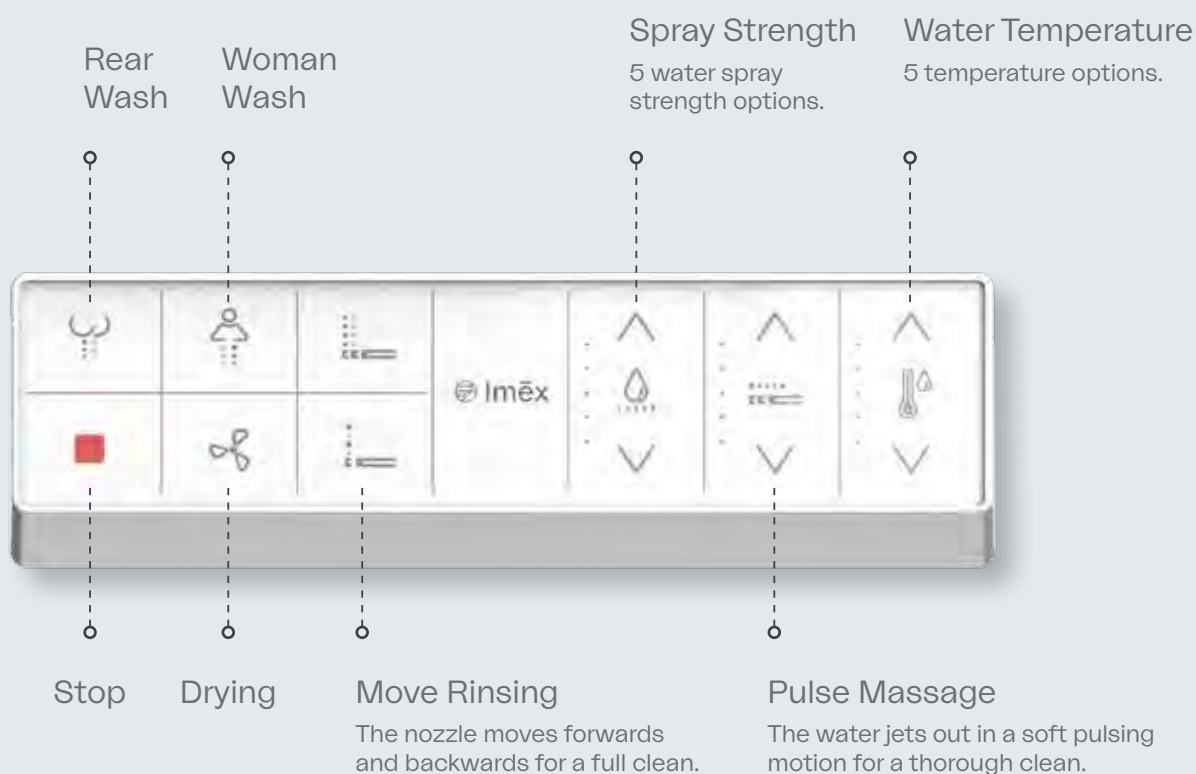 Rear
Wash
Woman
Wash
Spray Strength
5 water spray
strength options.
Water Temperature
5 temperature options.
Imēx
Stop
Drying
Move Rinsing
The nozzle moves forwards
and backwards for a full clean.
Pulse Massage
The water jets out in a soft pulsing
motion for a thorough clean.